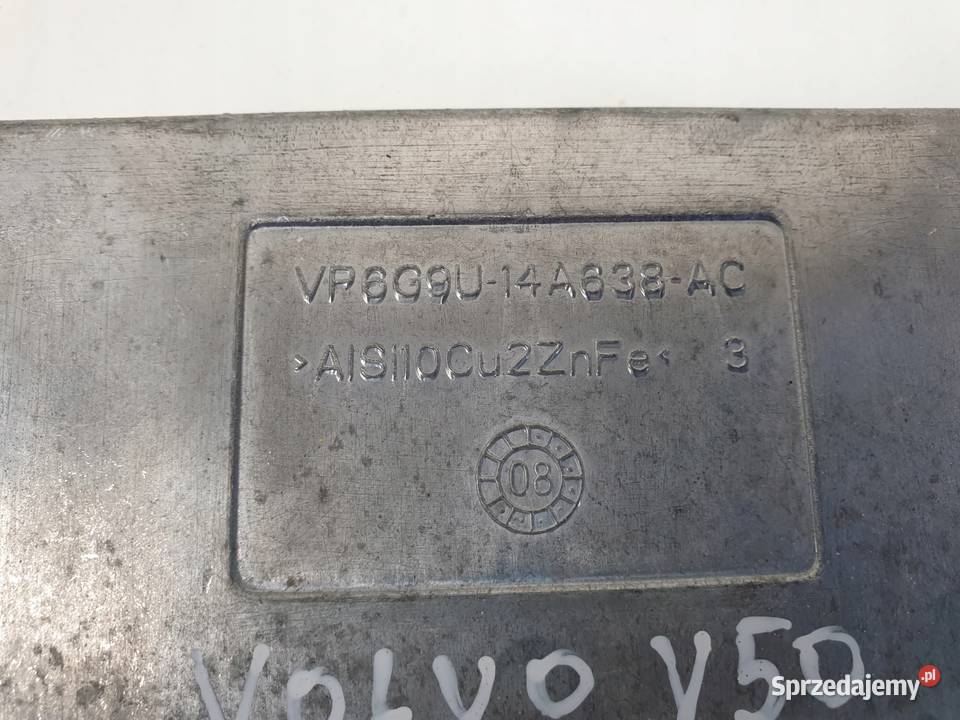 VP6G9U-14A638-AC
>AlSi10Cu2ZnFe< 3
08
VOLVO V50
Sprzedajemy.pl